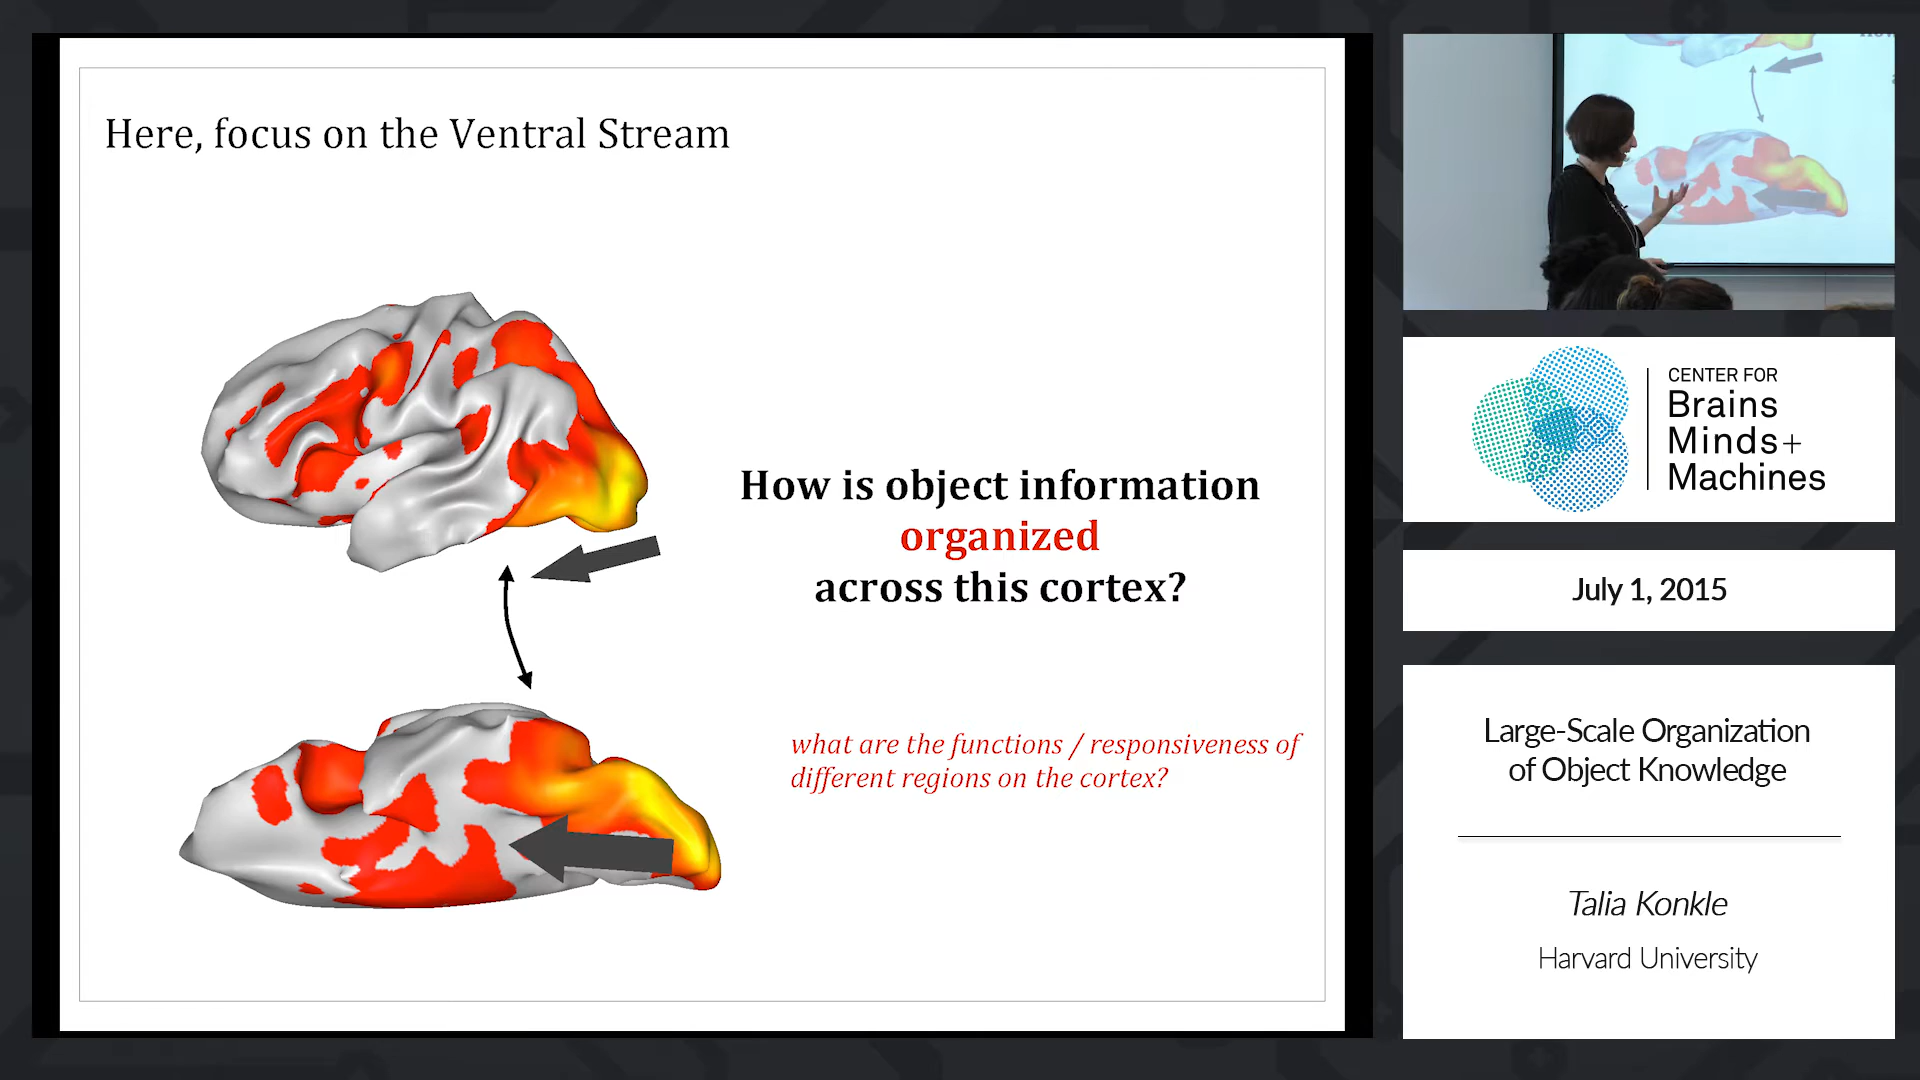 Here, focus on the Ventral Stream
How is object information
organized
across this cortex?
what are the functions / responsiveness of
different regions on the cortex?
CENTER FOR
Brains
Minds+
Machines
July 1, 2015
Large-Scale Organization
of Object Knowledge
Talia Konkle
Harvard University